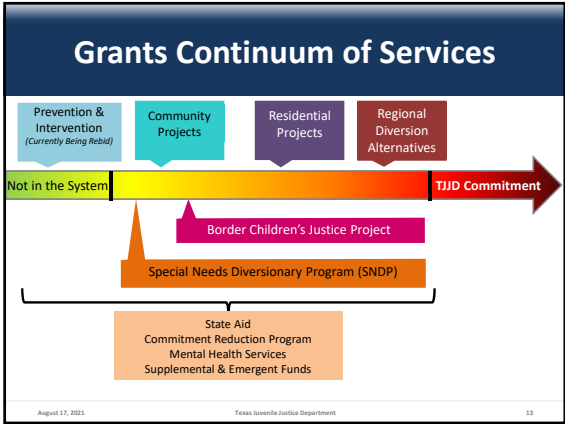 Grants Continuum of Services
Prevention &
Intervention
(Currently Being Rebid)
Community
Projects
Residential
Projects
Regional
Diversion
Alternatives
Not in the System
TJJD Commitment
Border Children's Justice Project
Special Needs Diversionary Program (SNDP)
State Aid
Commitment Reduction Program
Mental Health Services
Supplemental & Emergent Funds
August 17, 2021
Texas Juvenile Justice Department
13